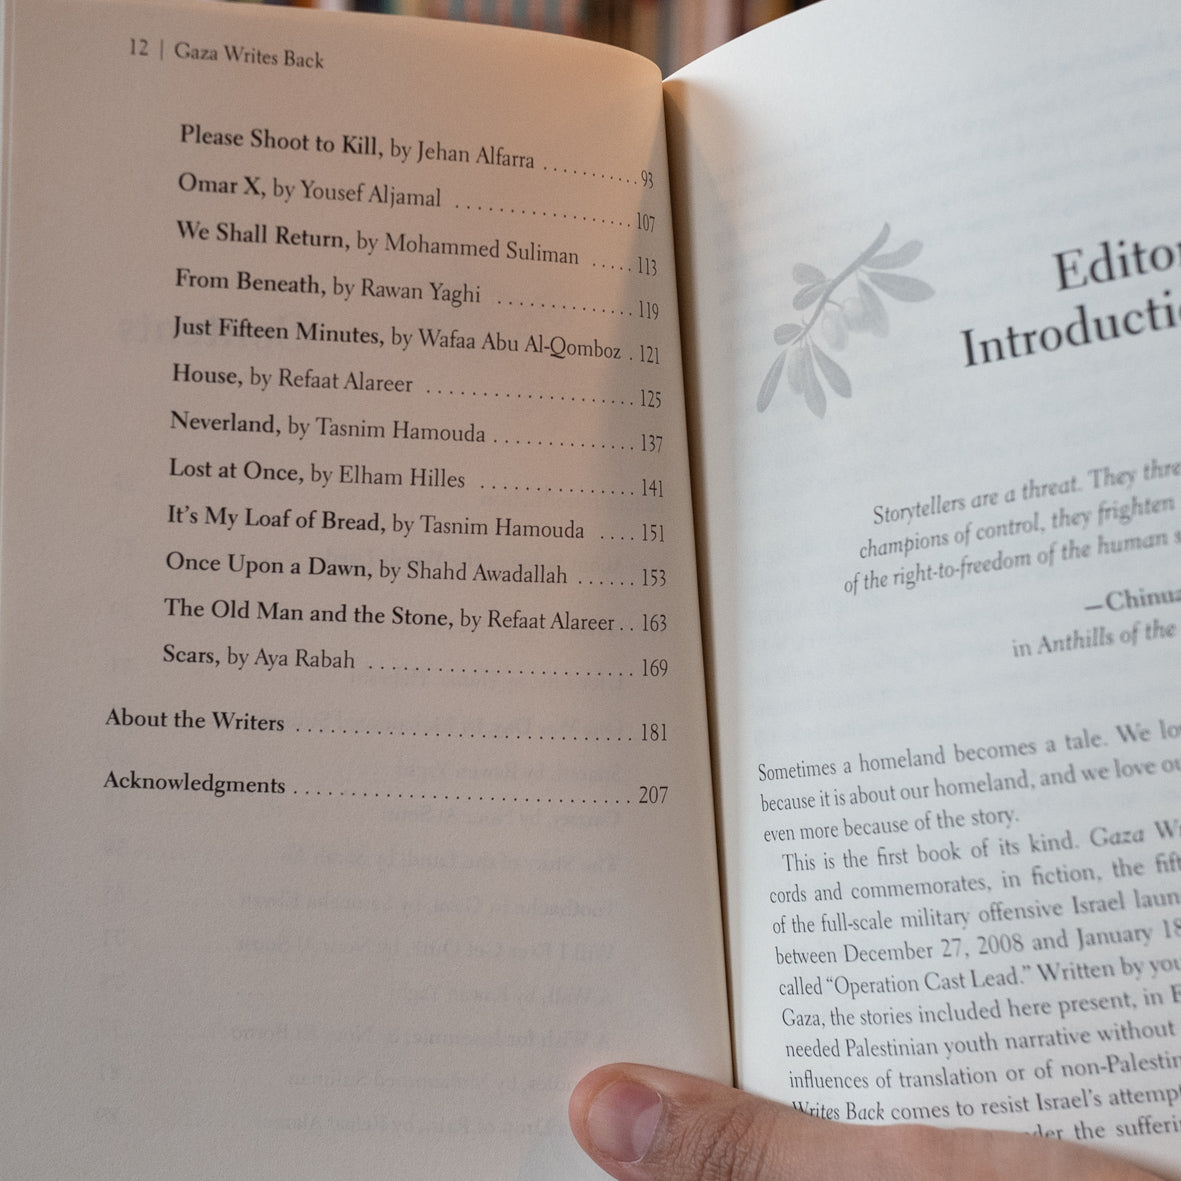 12 | Gaza Writes Back
Please Shoot to Kill, by Jehan Alfarra .......... 93
Omar X, by Yousef Aljamal ................ 107
We Shall Return, by Mohammed Suliman ..... 113
From Beneath, by Rawan Yaghi ............ 119
Just Fifteen Minutes, by Wafaa Abu Al-Qomboz . 121
House, by Refaat Alareer .................. 125
Neverland, by Tasnim Hamouda ............. 137
Lost at Once, by Elham Hilles .............. 141
It's My Loaf of Bread, by Tasnim Hamouda .... 151
Once Upon a Dawn, by Shahd Awadallah ...... 153
The Old Man and the Stone, by Refaat Alareer .. 163
Scars, by Aya Rabah ....................... 169
About the Writers ............................. 181
Acknowledgments ............................. 207
Introducti
Storytellers are a threat. They thre
champions of control, they frighten
of the right-to-freedom of the human s
—Chinua
in Anthills of the
Sometimes a homeland becomes a tale. We lo
because it is about our homeland, and we love ou
even more because of the story.
This is the first book of its kind. Gaza Wr
cords and commemorates, in fiction, the fift
of the full-scale military offensive Israel laun
between December 27, 2008 and January 18
called "Operation Cast Lead." Written by you
Gaza, the stories included here present, in E
needed Palestinian youth narrative without
influences of translation or of non-Palestin
Writes Back comes to resist Israel's attempt
the sufferi